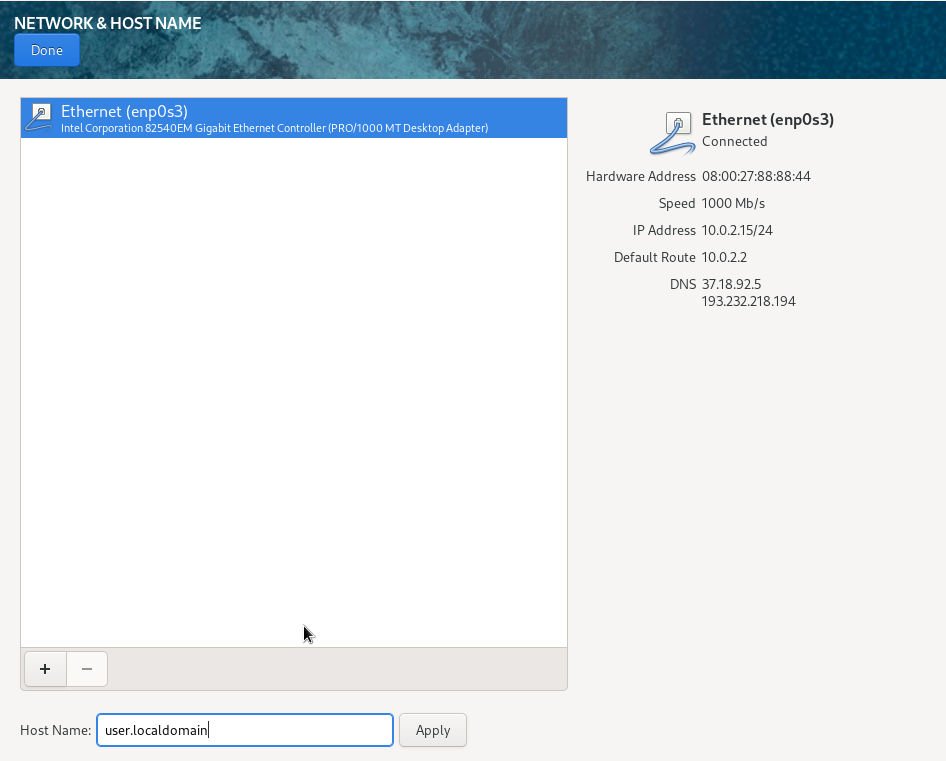 NETWORK & HOST NAME
Done
Ethernet (enp0s3)
Intel Corporation 82540EM Gigabit Ethernet Controller (PRO/1000 MT Desktop Adapter)
Ethernet (enp0s3)
Connected
Hardware Address 08:00:27:88:88:44
Speed 1000 Mb/s
IP Address 10.0.2.15/24
Default Route 10.0.2.2
DNS 37.18.92.5
193.232.218.194
+ −
Host Name: user.localdomain Apply